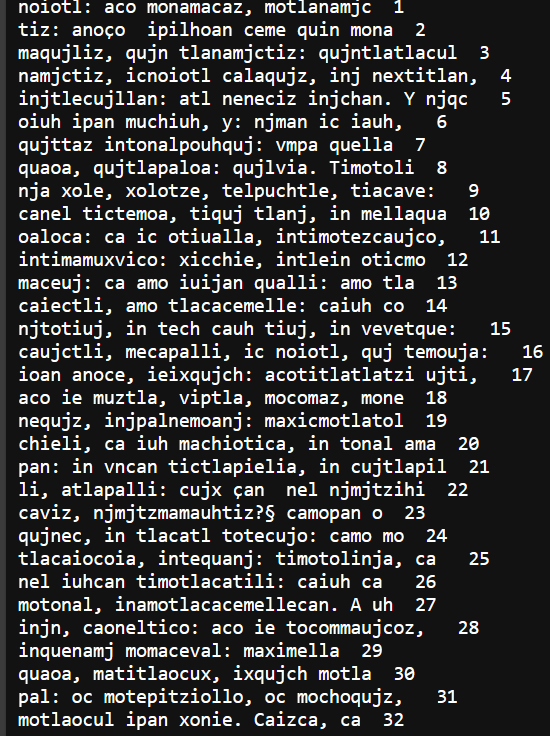 noiotl: aco monamacaz, motlanamjc 1
tiz: anoço ipilhoan ceme quin mona 2
maqujliz, qujn tlanamjctiz: qujntlatlacul 3
namjctiz, icnoiotl calaqujz, inj nextitlan, 4
injtlecujllan: atl neneciz injchan. Y njqc 5
oiuh ipan muchiuh, y: njman ic iauh, 6
qujttaz intonalpouhquj: vmpa quella 7
quaoa, qujtlapaloa: qujlvia. Timotoli 8
nja xole, xolotze, telpuchtle, tiacave: 9
canel tictemoa, tiquj tlanj, in mellaqua 10
oaloca: ca ic otiualla, intimotezcaujco, 11
intimamuxvico: xicchie, intlein oticmo 12
maceuj: ca amo iuijan qualli: amo tla 13
caiectli, amo tlacacemelle: caiuh co 14
njtotiuj, in tech cauh tiuj, in vevetque: 15
caujctli, mecapalli, ic noiotl, quj temouja: 16
ioan anoce, ieixqujch: acotitlatlatzi ujti, 17
aco ie muztla, viptla, mocomaz, mone 18
nequjz, injpalnemoanj: maxicmotlatol 19
chieli, ca iuh machiotica, in tonal ama 20
pan: in vncan tictlapielia, in cujtlapil 21
li, atlapalli: cujx çan nel njmjtzihi 22
caviz, njmjtzmamauhtiz?§ camopan o 23
qujnec, in tlacatl totecujo: camo mo 24
tlacaiocoia, intequanj: timotolinja, ca 25
nel iuhcan timotlacatili: caiuh ca 26
motonal, inamotlacacemellecan. A uh 27
injn, caoneltico: aco ie tocommaujcoz, 28
inquenamj momaceval: maximella 29
quaoa, matitlaocux, ixqujch motla 30
pal: oc motepitziollo, oc mochoqujz, 31
motlaocul ipan xonie. Caizca, ca 32